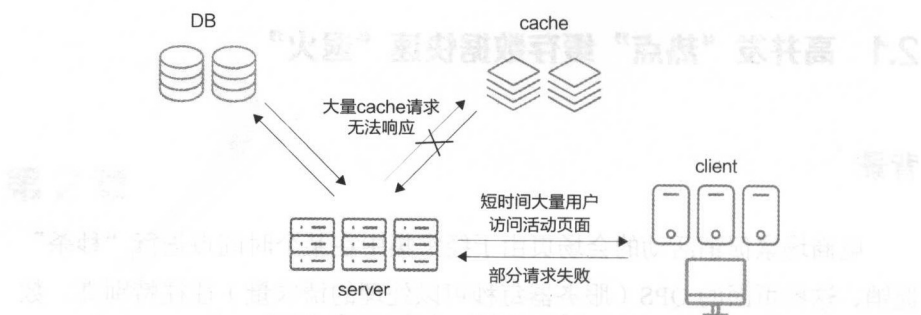 DB
cache
大量cache请求
无法响应
client
短时间大量用户
访问活动页面
部分请求失败
server